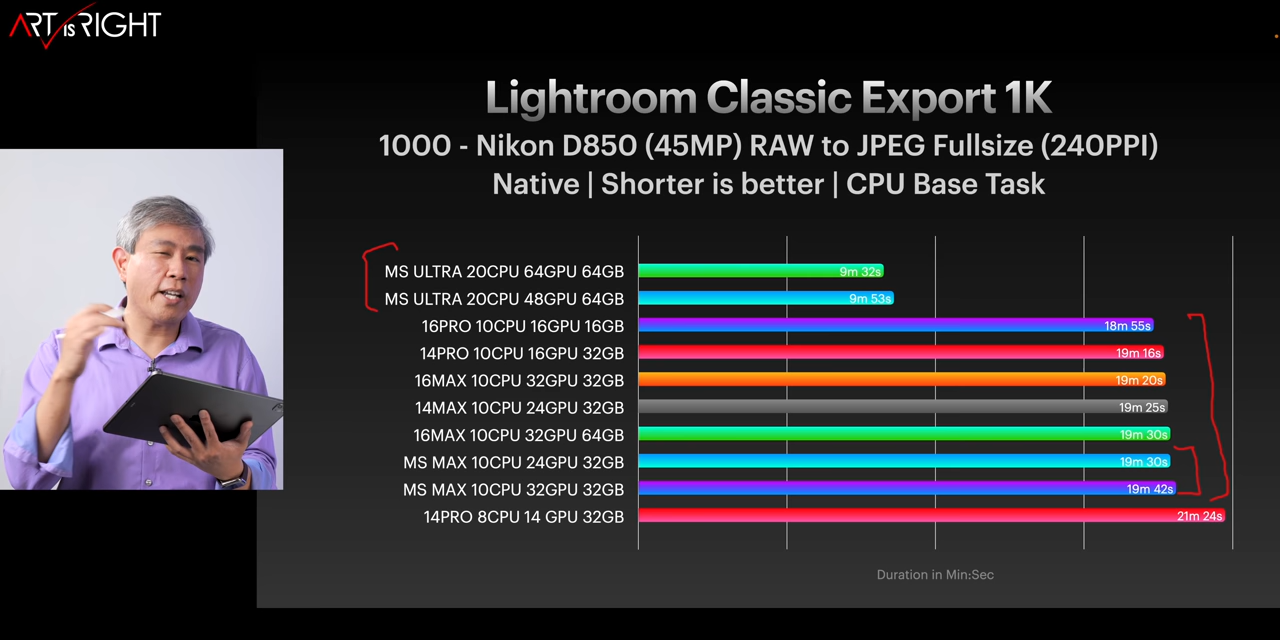 ART is RIGHT
Lightroom Classic Export 1K
1000 - Nikon D850 (45MP) RAW to JPEG Fullsize (240PPI)
Native | Shorter is better | CPU Base Task
MS ULTRA 20CPU 64GPU 64GB 9m 32s
MS ULTRA 20CPU 48GPU 64GB 9m 53s
16PRO 10CPU 16GPU 16GB 18m 55s
14PRO 10CPU 16GPU 32GB 19m 16s
16MAX 10CPU 32GPU 32GB 19m 20s
14MAX 10CPU 24GPU 32GB 19m 25s
16MAX 10CPU 32GPU 64GB 19m 30s
MS MAX 10CPU 24GPU 32GB 19m 30s
MS MAX 10CPU 32GPU 32GB 19m 42s
14PRO 8CPU 14 GPU 32GB 21m 24s
Duration in Min:Sec